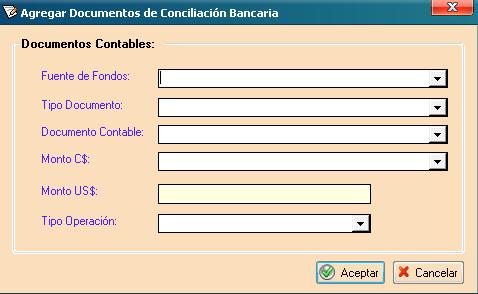 Agregar Documentos de Conciliación Bancaria
Documentos Contables:
Fuente de Fondos:
Tipo Documento:
Documento Contable:
Monto C$:
Monto US$:
Tipo Operación:
Aceptar
Cancelar